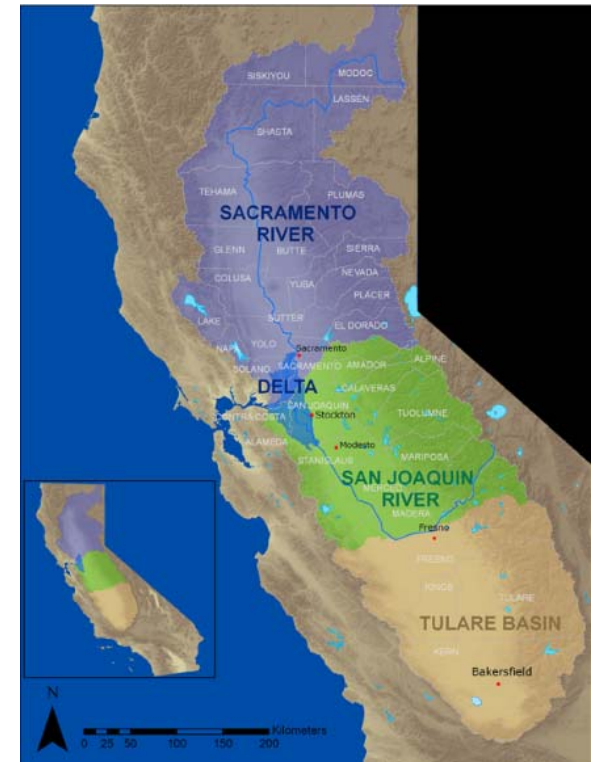 SISKIYOU
MODOC
LASSEN
SHASTA
TEHAMA
PLUMAS
SACRAMENTO
RIVER
GLENN
BUTTE
SIERRA
COLUSA
NEVADA
YUBA
PLACER
LAKE
SUTTER
EL DORADO
NAPA
YOLO
Sacramento
SOLANO
SACRAMENTO
AMADOR
ALPINE
DELTA
CALAVERAS
SAN JOAQUIN
CONTRA COSTA
Stockton
TUOLUMNE
ALAMEDA
Modesto
STANISLAUS
MARIPOSA
SAN JOAQUIN
RIVER
MERCED
MADERA
Fresno
FRESNO
KINGS
TULARE
TULARE BASIN
KERN
Bakersfield
N
Kilometers
0 25 50 100 150 200